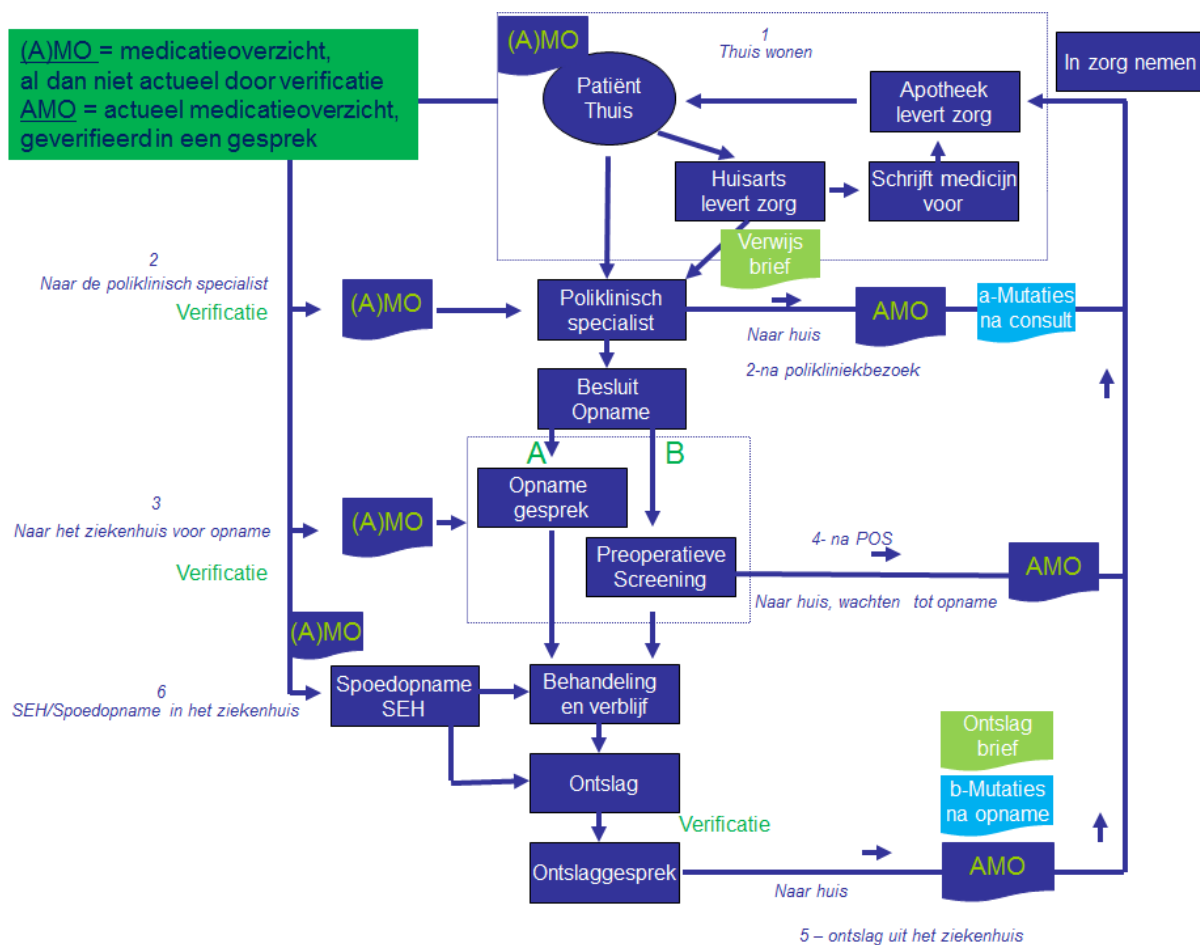 (A)MO = medicatieoverzicht,
al dan niet actueel door verificatie
AMO = actueel medicatieoverzicht,
geverifieerd in een gesprek
(A)MO
Patiënt
Thuis
1
Thuis wonen
Apotheek
levert zorg
In zorg nemen
Huisarts
levert zorg
Schrijft medicijn
voor
Verwijs
brief
2
Naar de poliklinisch specialist
Verificatie
(A)MO
Poliklinisch
specialist
Naar huis
AMO
a-Mutaties
na consult
2-na polikliniekbezoek
Besluit
Opname
A
B
Opname
gesprek
3
Naar het ziekenhuis voor opname
Verificatie
(A)MO
Preoperatieve
Screening
4- na POS
Naar huis, wachten tot opname
AMO
(A)MO
6
SEH/Spoedopname in het ziekenhuis
Spoedopname
SEH
Behandeling
en verblijf
Ontslag
Verificatie
Ontslaggesprek
Ontslag
brief
b-Mutaties
na opname
AMO
Naar huis
5 – ontslag uit het ziekenhuis